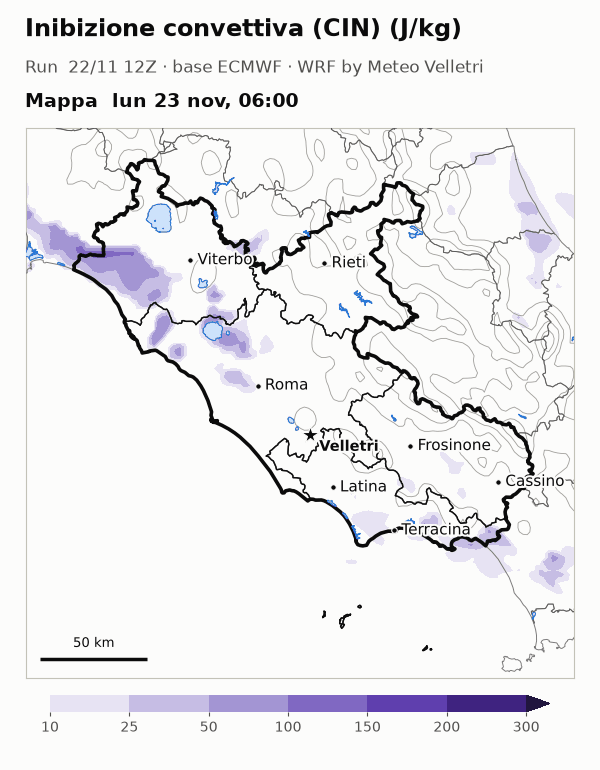 Inibizione convettiva (CIN) (J/kg)
Run  22/11 12Z · base ECMWF · WRF by Meteo Velletri
Mappa  lun 23 nov, 06:00
Viterbo
Rieti
Roma
Velletri
Frosinone
Cassino
Latina
Terracina
50 km
10 25 50 100 150 200 300